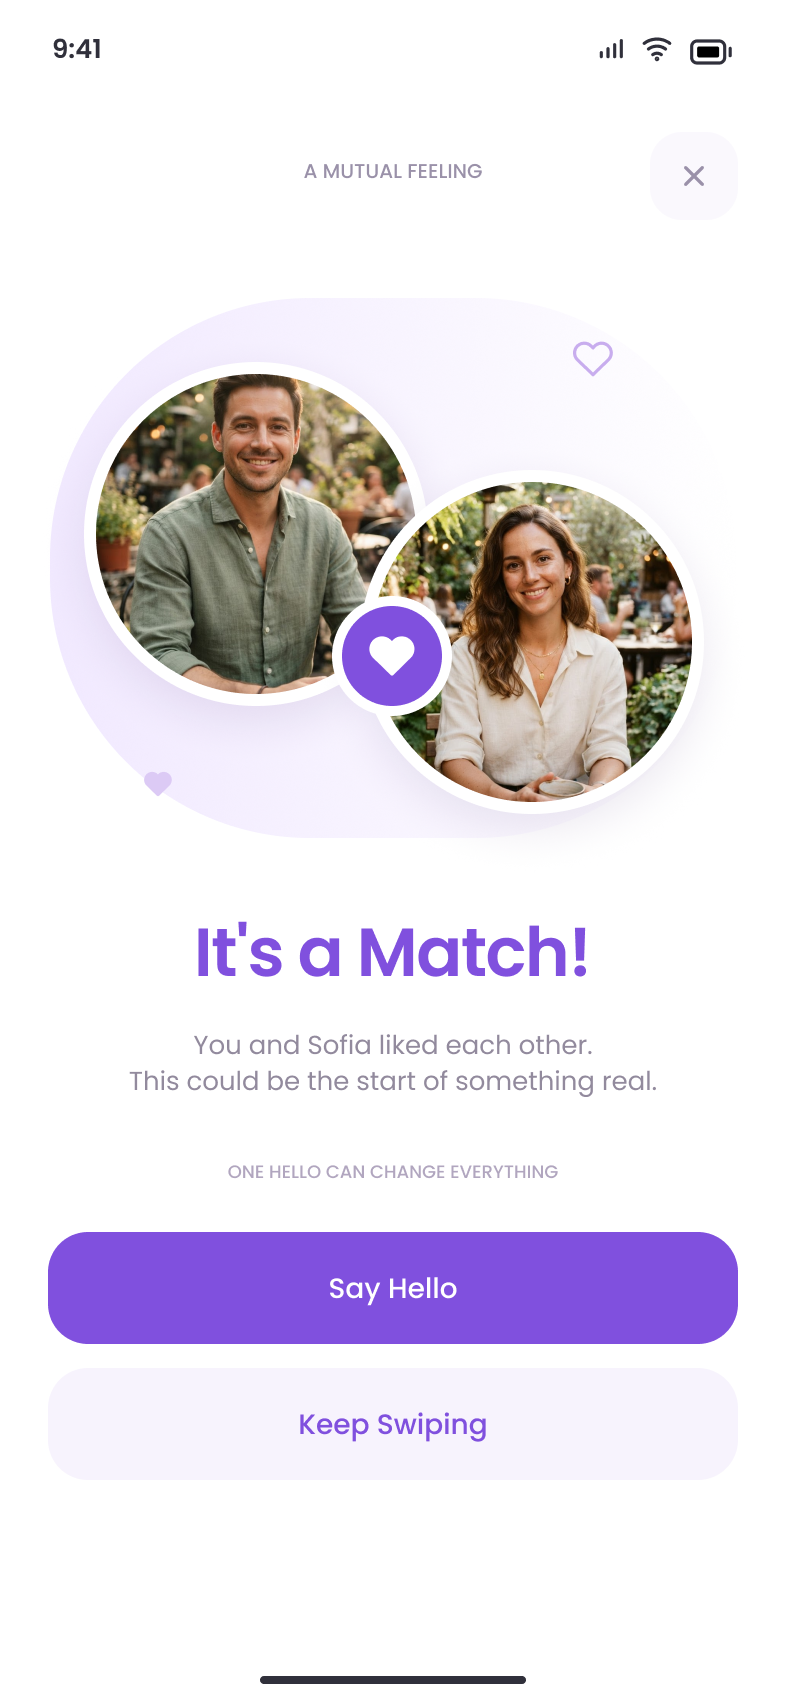 9:41
A MUTUAL FEELING
It's a Match!
You and Sofia liked each other.
This could be the start of something real.
ONE HELLO CAN CHANGE EVERYTHING
Say Hello
Keep Swiping